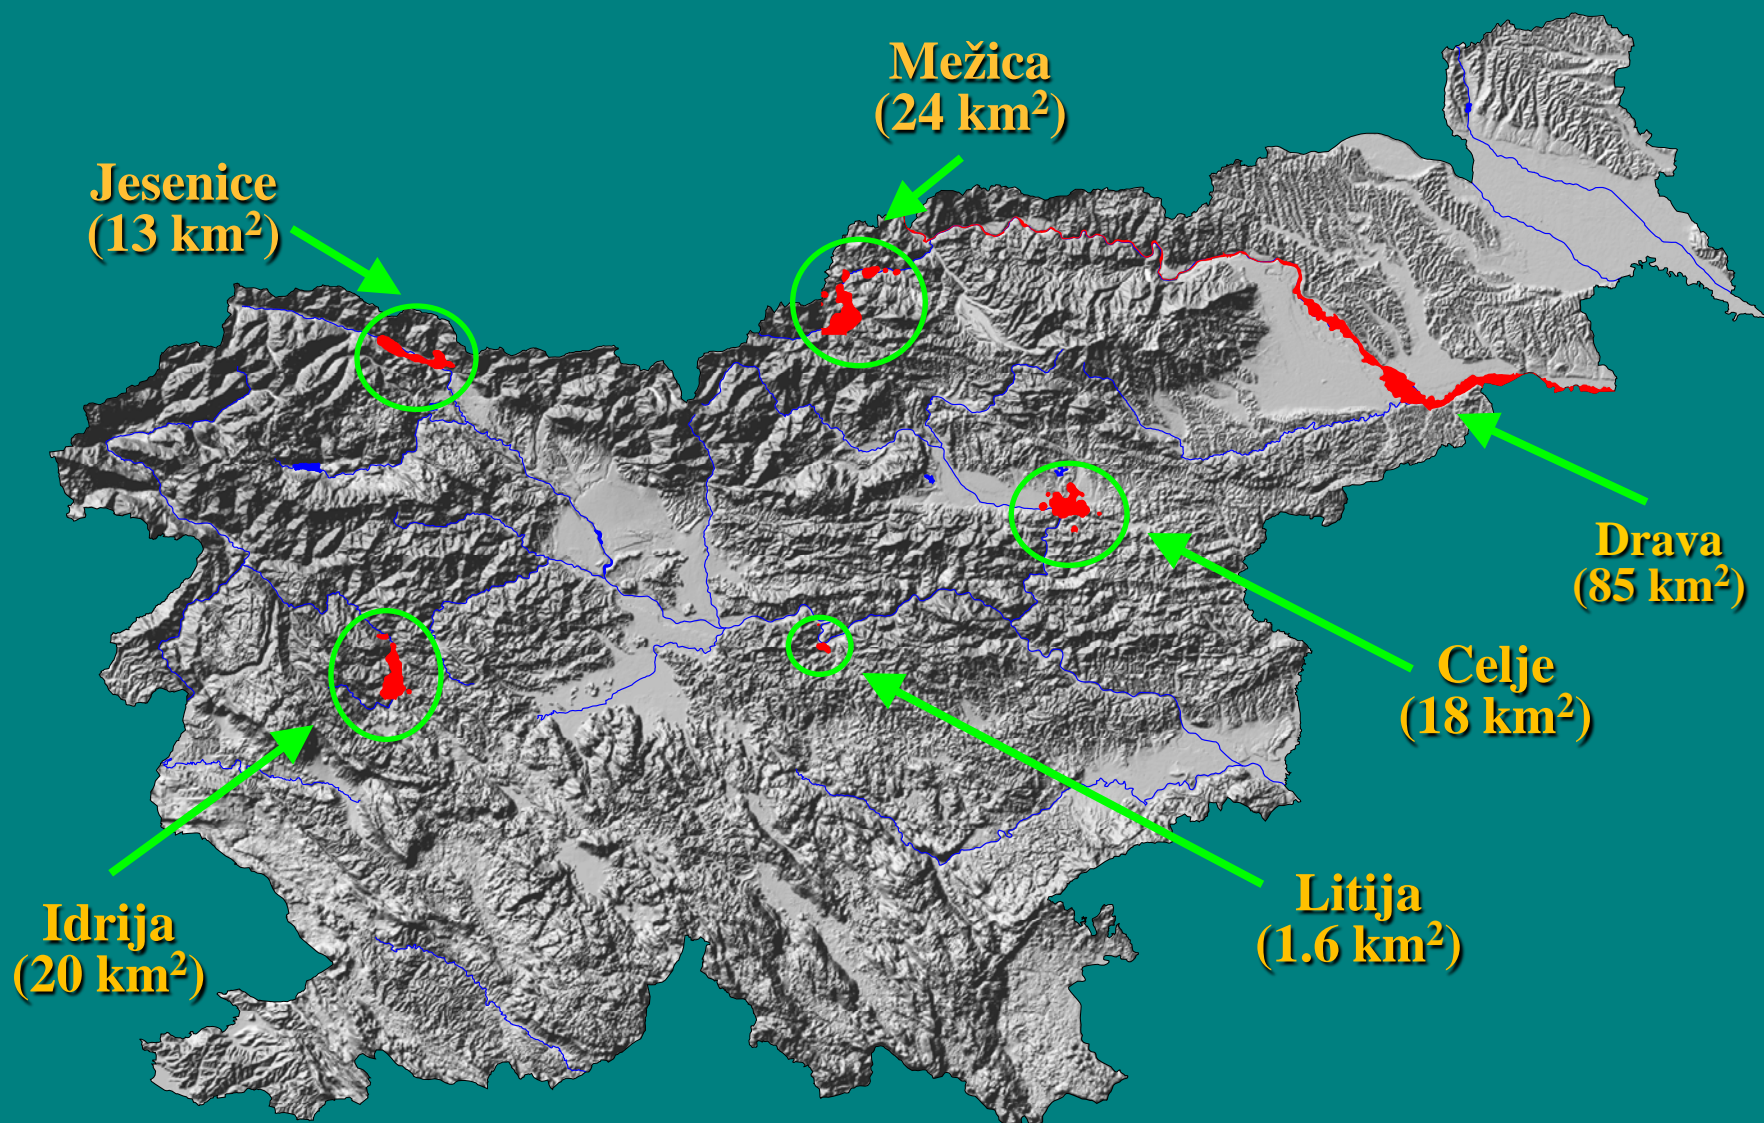 Mežica
(24 km²)
Jesenice
(13 km²)
Drava
(85 km²)
Celje
(18 km²)
Litija
(1.6 km²)
Idrija
(20 km²)